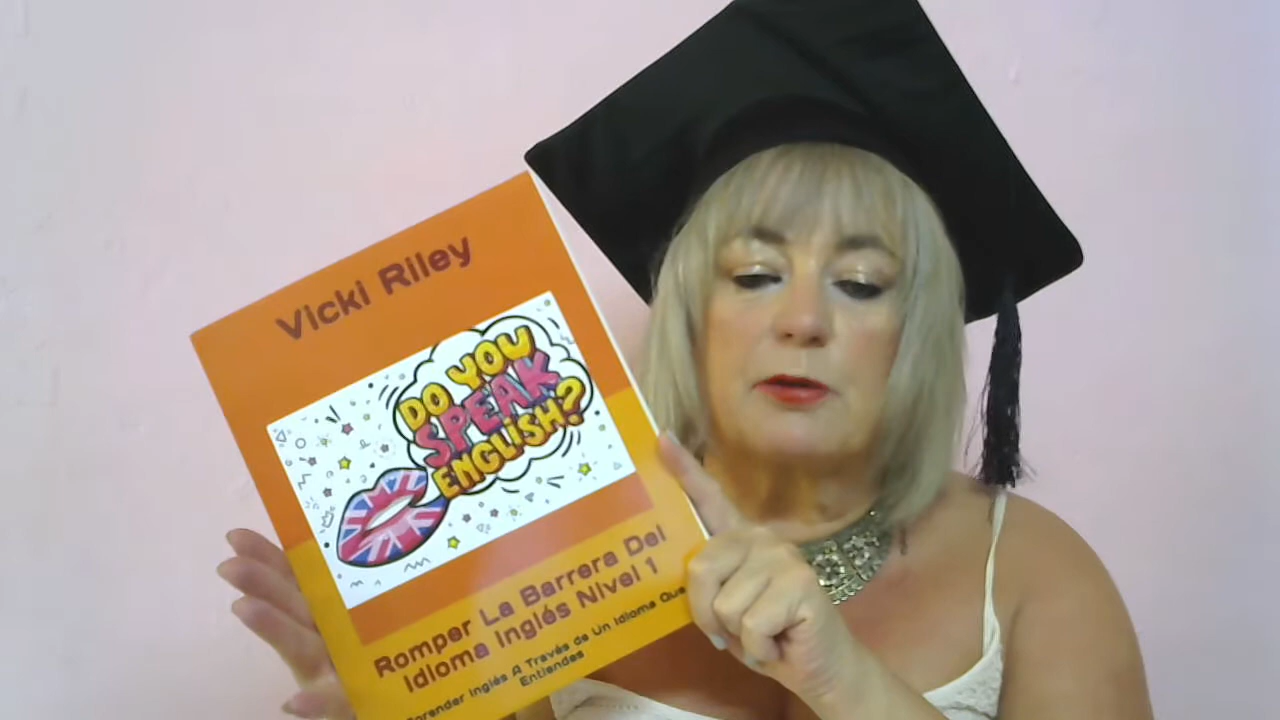 Vicki Riley
DO YOU
SPEAK
ENGLISH?
Romper La Barrera Del
Idioma Inglés Nivel 1
Aprender Inglés A Través de Un Idioma Que
Entiendes